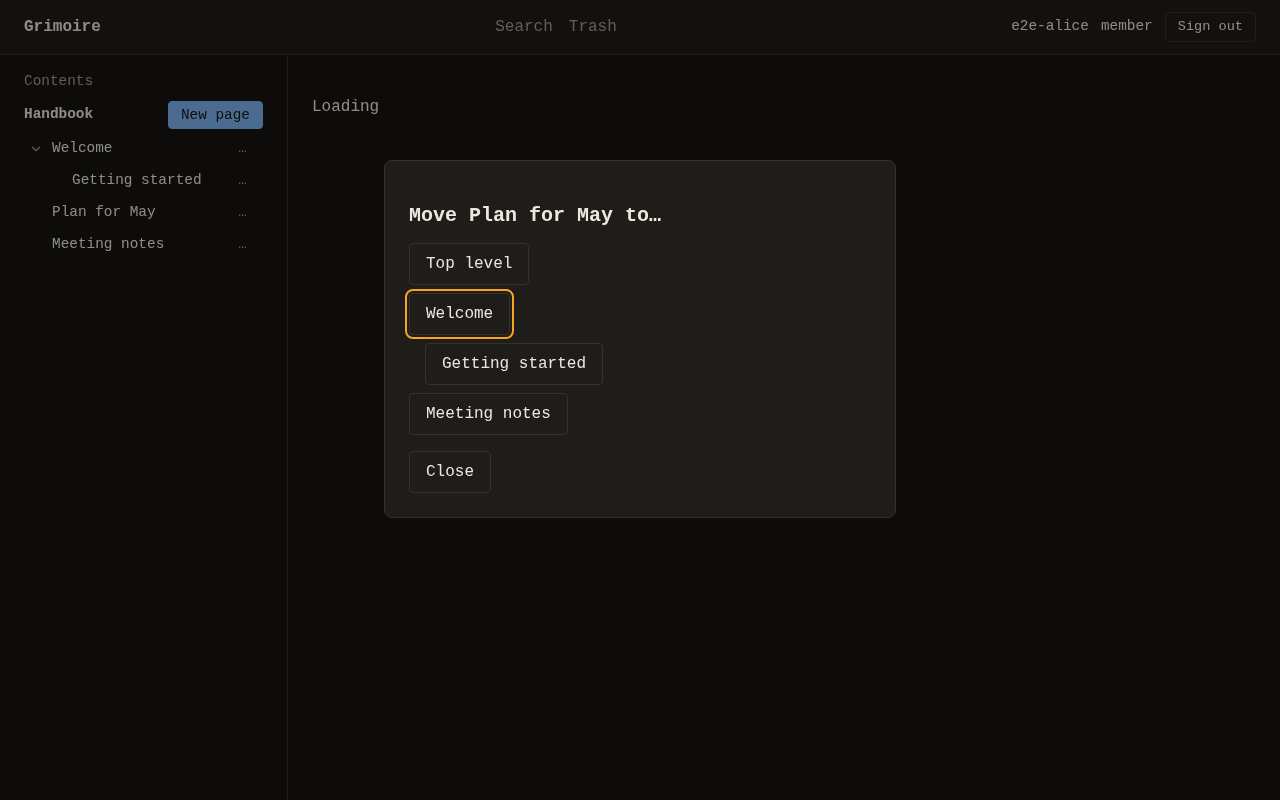 Grimoire
Search Trash
e2e-alice member Sign out
Contents
Handbook New page
Welcome …
Getting started …
Plan for May …
Meeting notes …
Loading
Move Plan for May to…
Top level
Welcome
Getting started
Meeting notes
Close